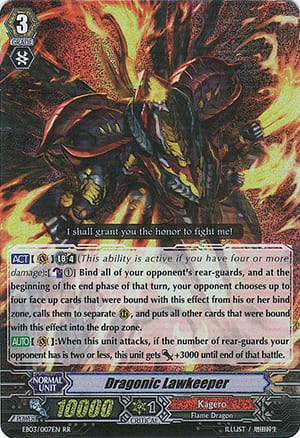 3
I shall grant you the honor to fight me!
ACT LB 4 (This ability is active if you have four or more
damage): Bind all of your opponent's rear-guards, and at the
beginning of the end phase of that turn, your opponent chooses up
to four face up cards that were bound with this effect from his or her bind
zone, calls them to separate, and puts all other cards that were bound
with this effect into the drop zone.
AUTO :When this unit attacks, if the number of rear-guards your
opponent has is two or less, this unit gets +3000 until end of that battle.
NORMAL
UNIT
Dragonic Lawkeeper
10000
1
CRITICAL
Kagero
Flame Dragon
EB03/007EN RR
ILLUST /